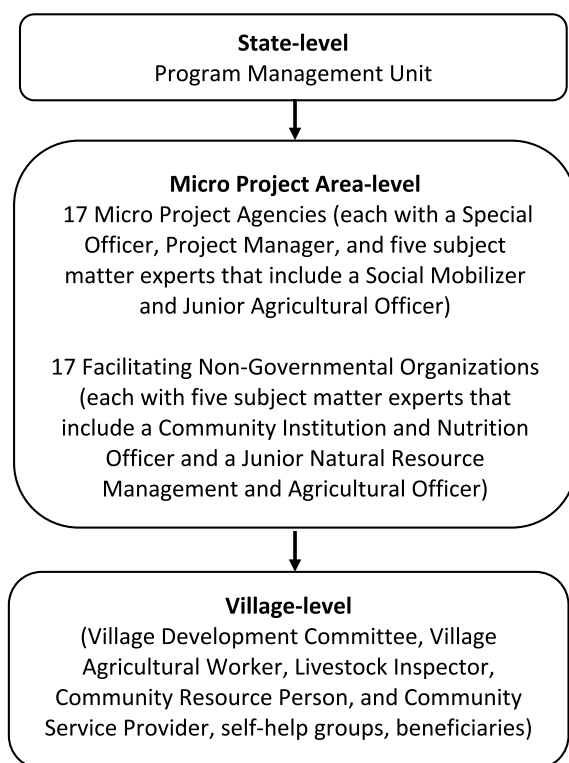 State-level
Program Management Unit
Micro Project Area-level
17 Micro Project Agencies (each with a Special
Officer, Project Manager, and five subject
matter experts that include a Social Mobilizer
and Junior Agricultural Officer)
17 Facilitating Non-Governmental Organizations
(each with five subject matter experts that
include a Community Institution and Nutrition
Officer and a Junior Natural Resource
Management and Agricultural Officer)
Village-level
(Village Development Committee, Village
Agricultural Worker, Livestock Inspector,
Community Resource Person, and Community
Service Provider, self-help groups, beneficiaries)